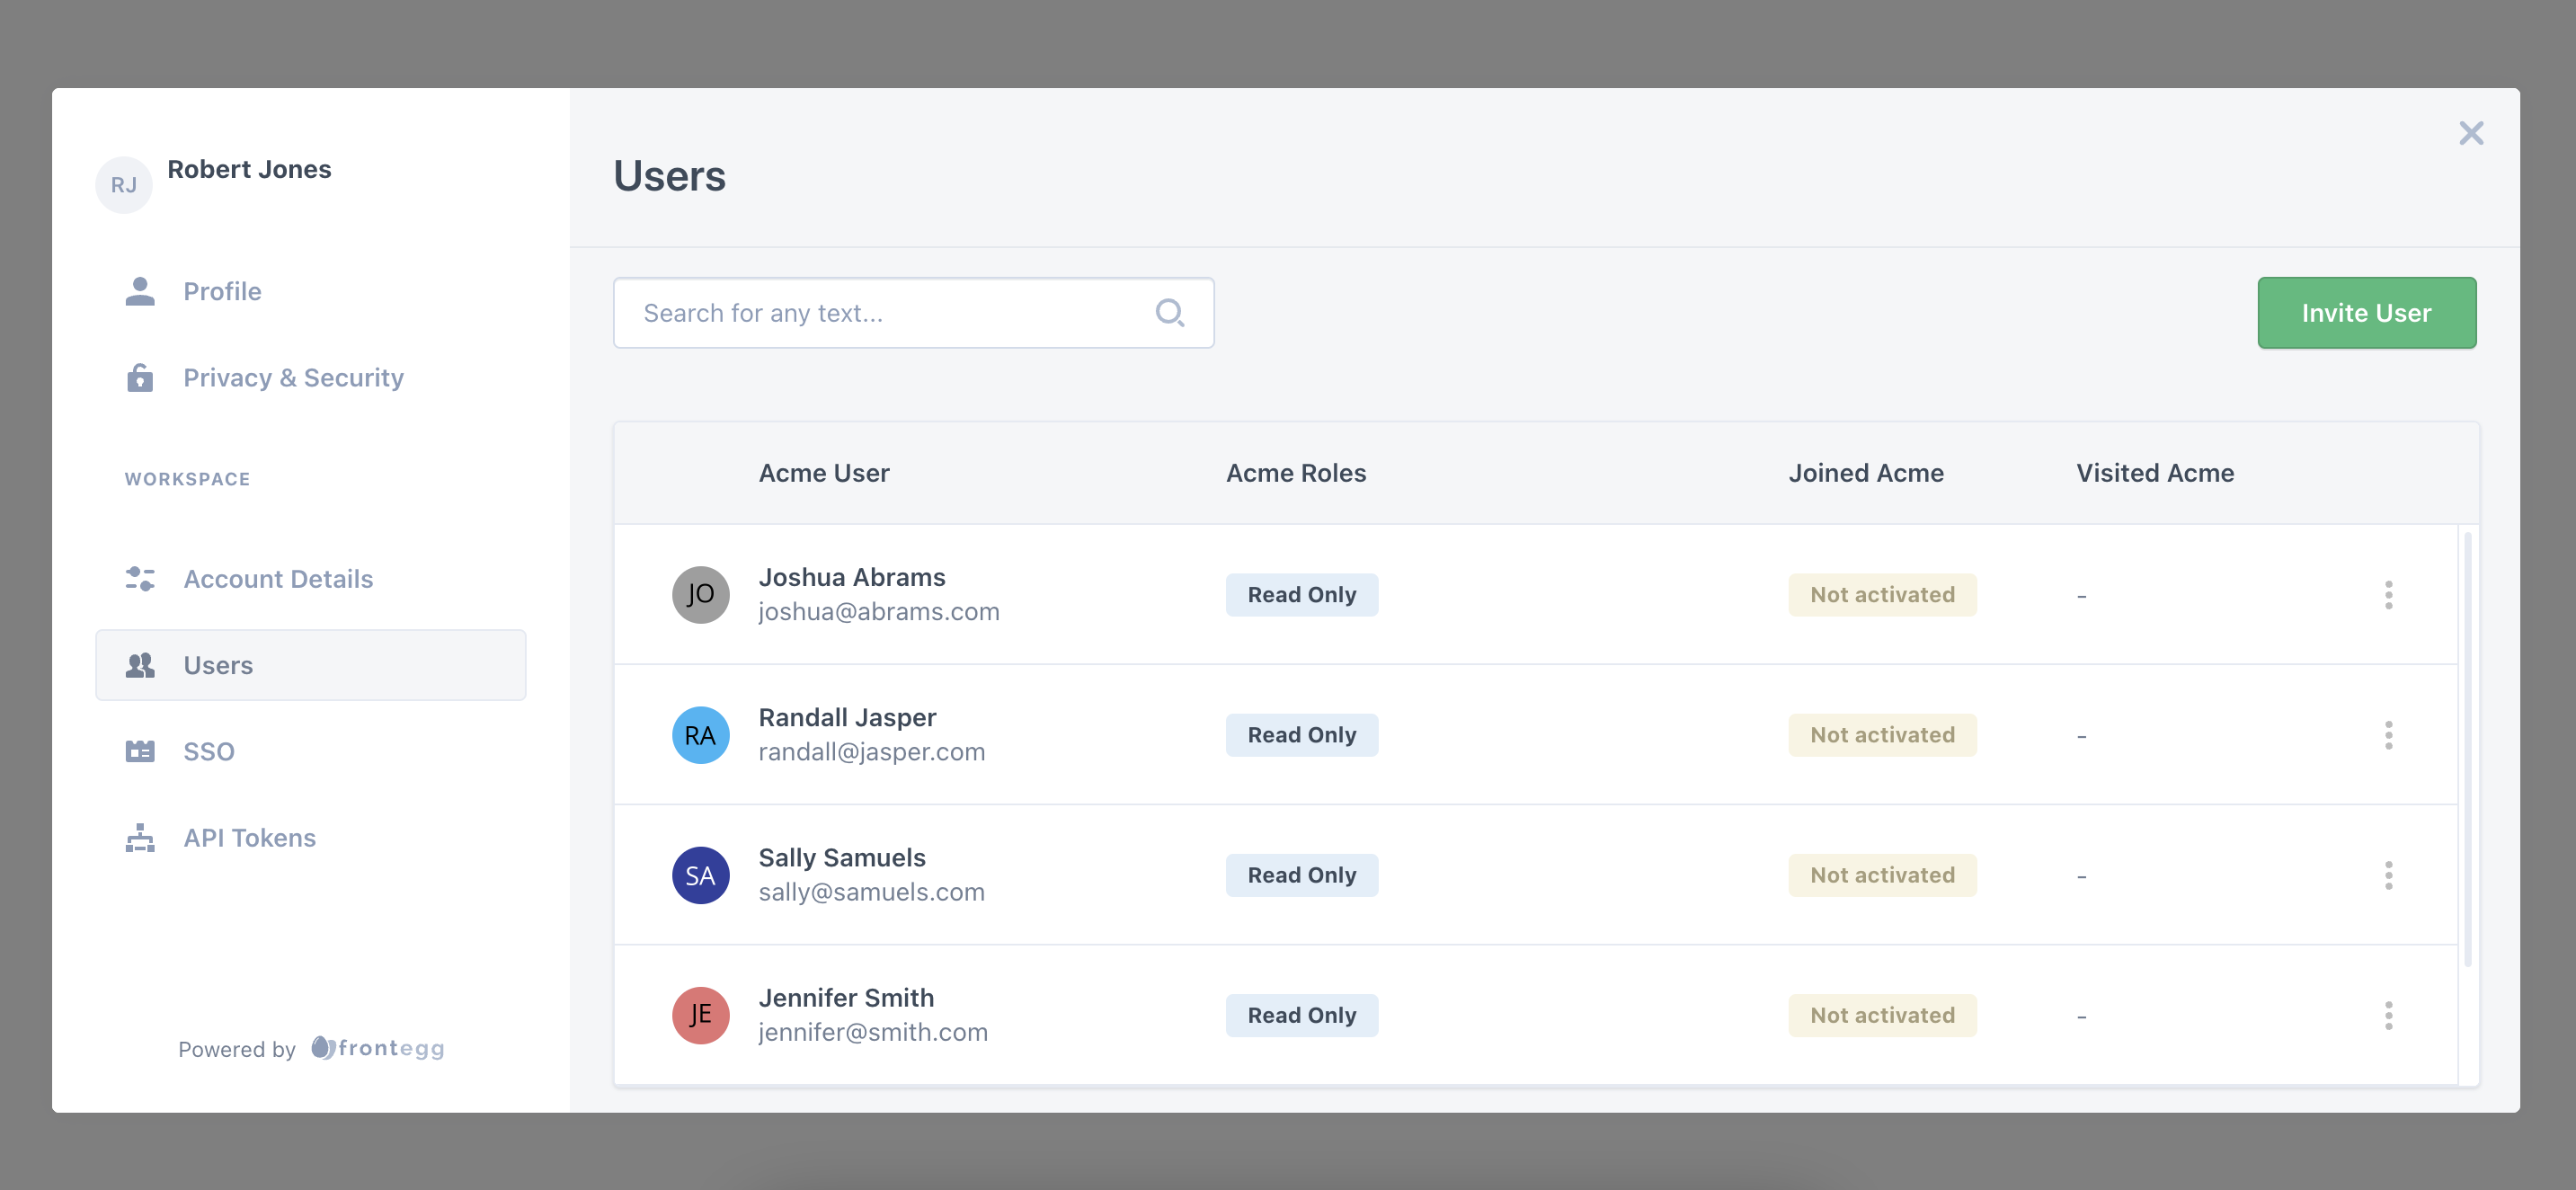 RJ Robert Jones
Profile
Privacy & Security
WORKSPACE
Account Details
Users
SSO
API Tokens
Powered by frontegg
Users
Search for any text...
Invite User
Acme User Acme Roles Joined Acme Visited Acme
JO Joshua Abrams
joshua@abrams.com
Read Only Not activated -
RA Randall Jasper
randall@jasper.com
Read Only Not activated -
SA Sally Samuels
sally@samuels.com
Read Only Not activated -
JE Jennifer Smith
jennifer@smith.com
Read Only Not activated -